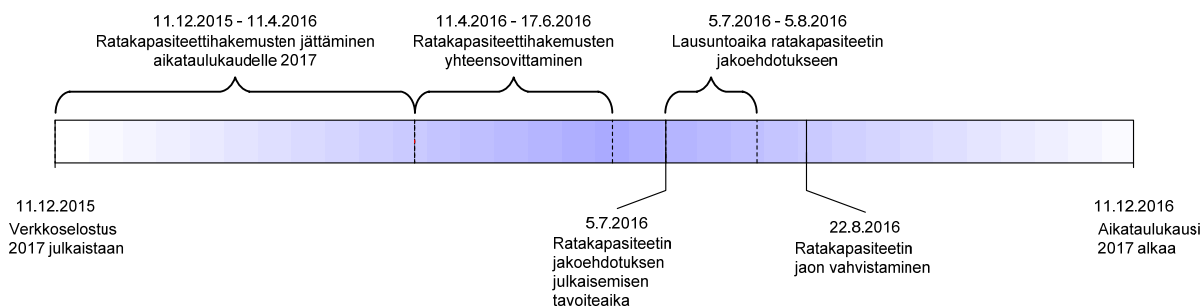 11.12.2015 - 11.4.2016
Ratakapasiteettihakemusten jättäminen
aikataulukaudelle 2017
11.4.2016 - 17.6.2016
Ratakapasiteettihakemusten
yhteensovittaminen
5.7.2016 - 5.8.2016
Lausuntoaika ratakapasiteetin
jakoehdotukseen
11.12.2015
Verkkoselostus
2017 julkaistaan
5.7.2016
Ratakapasiteetin
jakoehdotuksen
julkaisemisen
tavoiteaika
22.8.2016
Ratakapasiteetin
jaon vahvistaminen
11.12.2016
Aikataulukausi
2017 alkaa